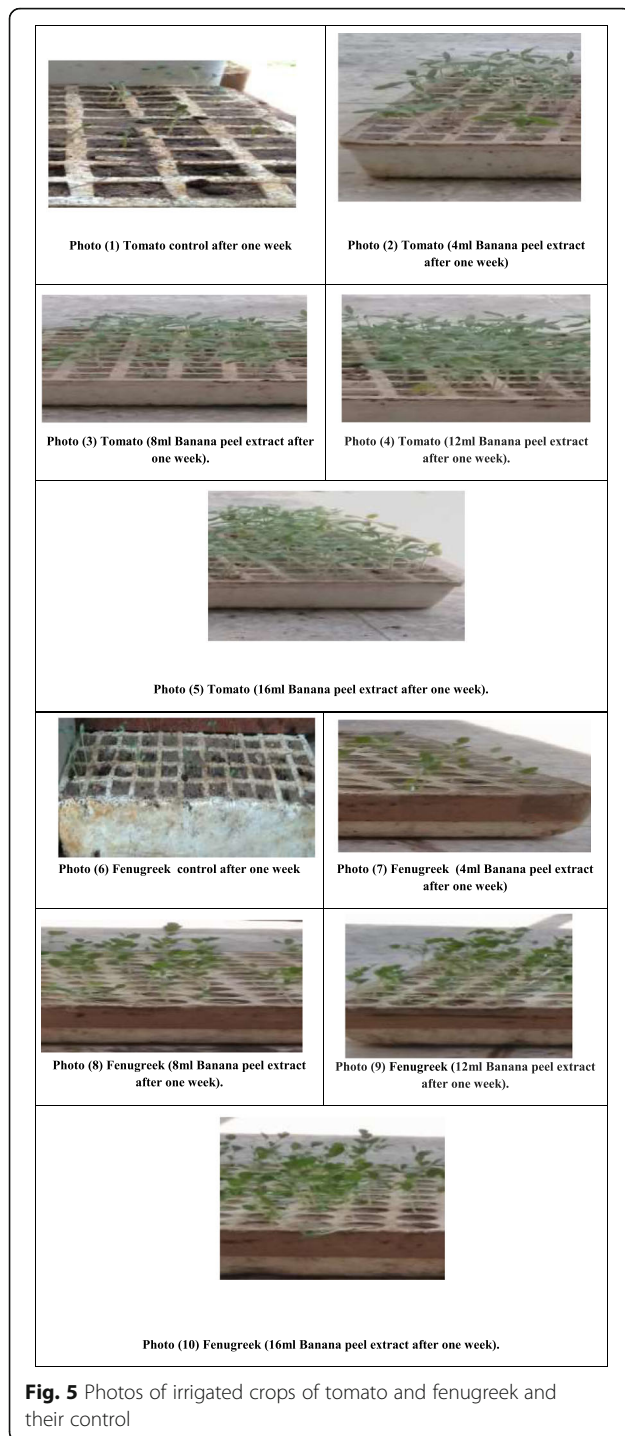 Photo (1) Tomato control after one week
Photo (2) Tomato (4ml Banana peel extract
after one week)
Photo (3) Tomato (8ml Banana peel extract after
one week).
Photo (4) Tomato (12ml Banana peel extract
after one week).
Photo (5) Tomato (16ml Banana peel extract after one week).
Photo (6) Fenugreek control after one week
Photo (7) Fenugreek (4ml Banana peel extract
after one week)
Photo (8) Fenugreek (8ml Banana peel extract
after one week).
Photo (9) Fenugreek (12ml Banana peel extract
after one week).
Photo (10) Fenugreek (16ml Banana peel extract after one week).
Fig. 5 Photos of irrigated crops of tomato and fenugreek and
their control